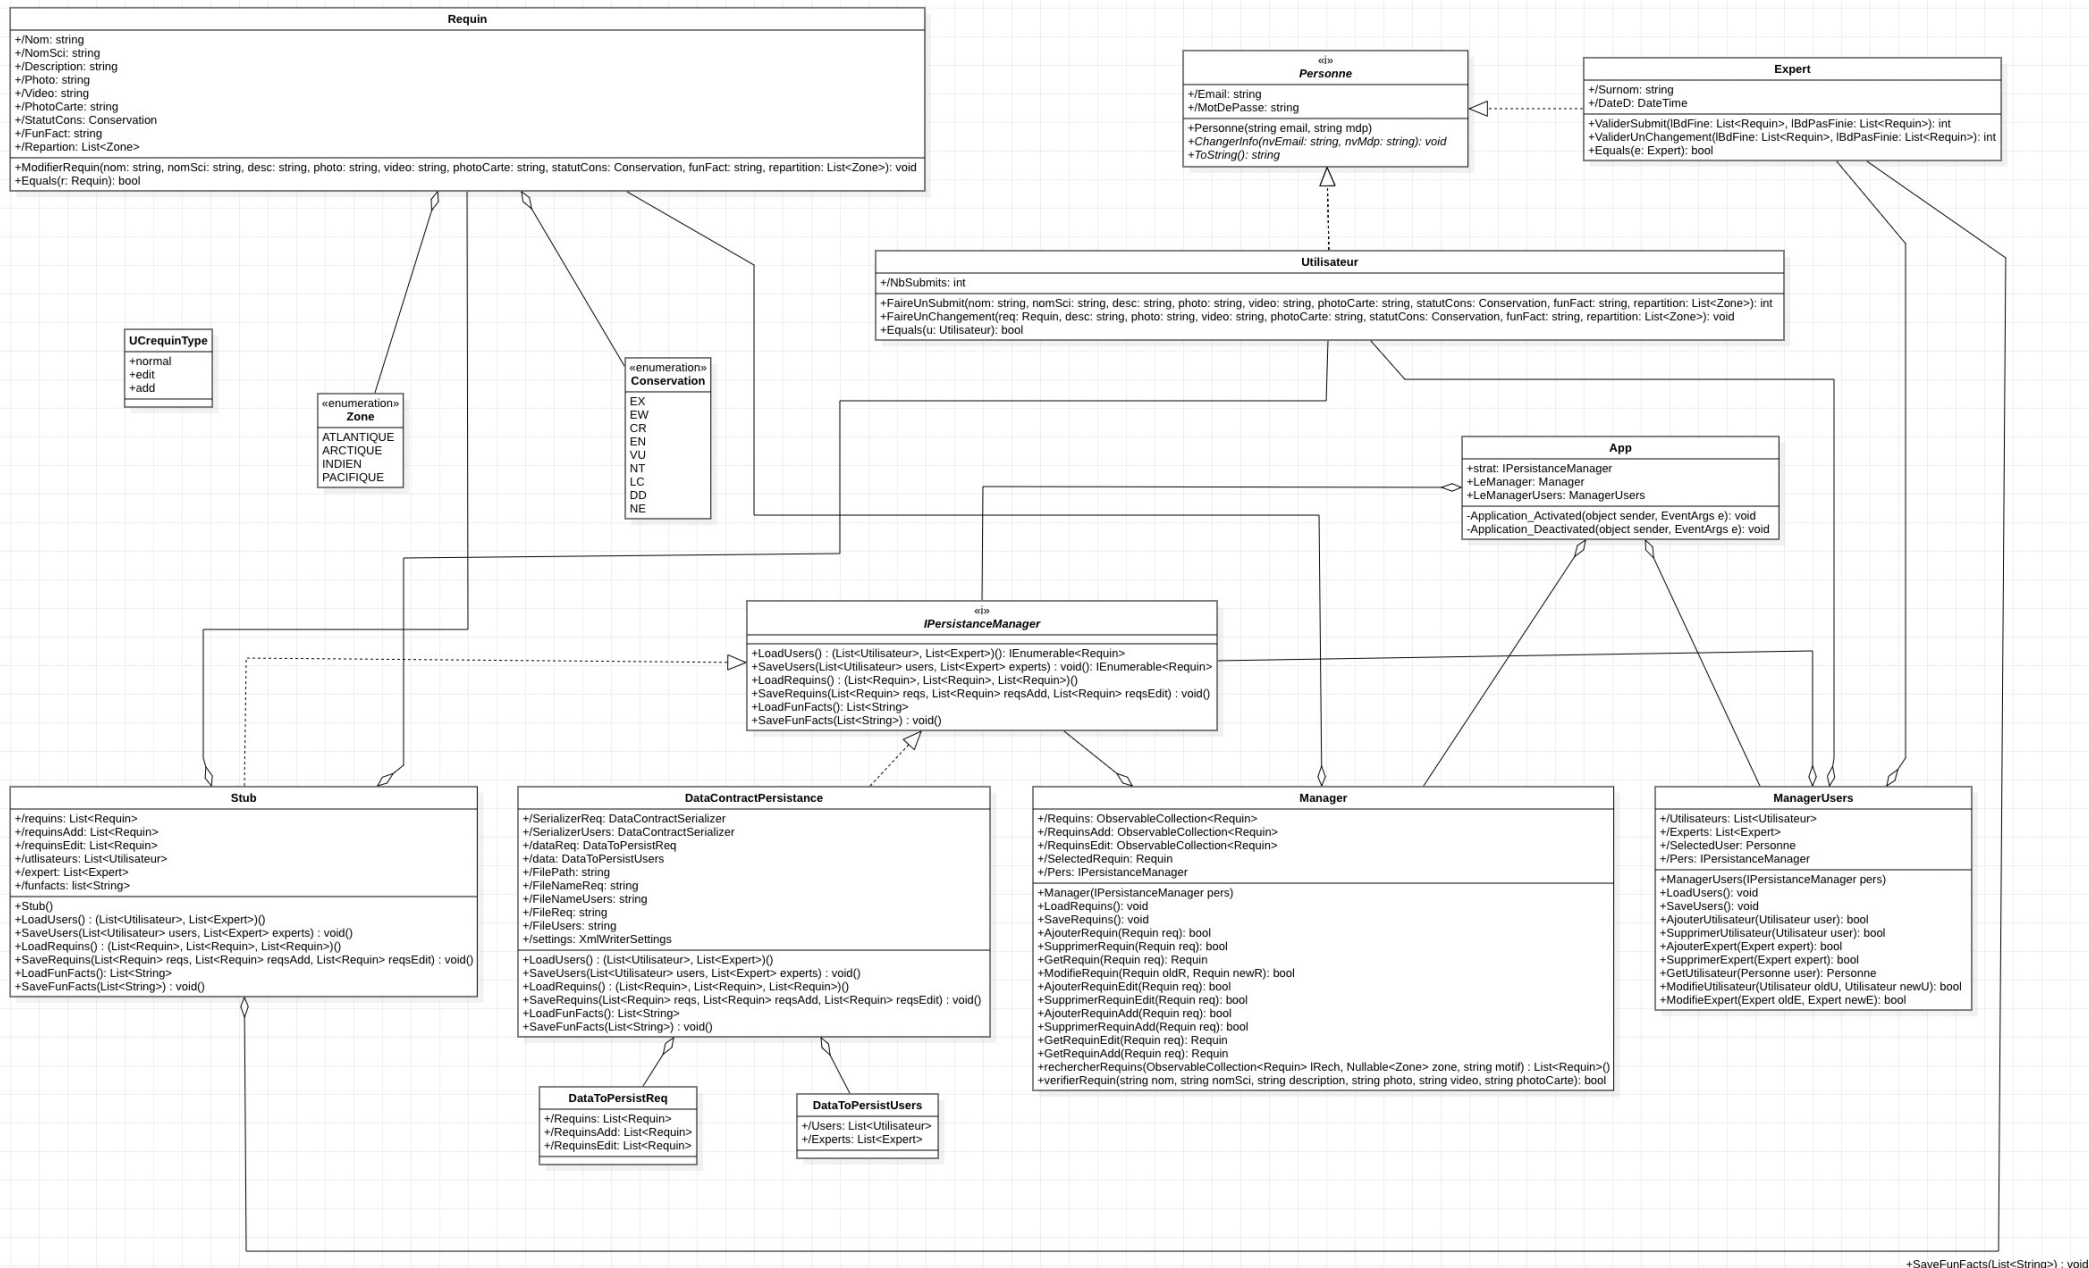 Requin
+/Nom: string
+/NomSci: string
+/Description: string
+/Photo: string
+/Video: string
+/PhotoCarte: string
+/StatutCons: Conservation
+/FunFact: string
+/Repartion: List<Zone>
+ModifierRequin(nom: string, nomSci: string, desc: string, photo: string, video: string, photoCarte: string, statutCons: Conservation, funFact: string, repartition: List<Zone>): void
+Equals(r: Requin): bool
«i»
Personne
+/Email: string
+/MotDePasse: string
+Personne(string email, string mdp)
+ChangerInfo(nvEmail: string, nvMdp: string): void
+ToString(): string
Expert
+/Surnom: string
+/DateD: DateTime
+ValiderSubmit(lBdFine: List<Requin>, lBdPasFinie: List<Requin>): int
+ValiderUnChangement(lBdFine: List<Requin>, lBdPasFinie: List<Requin>): int
+Equals(e: Expert): bool
Utilisateur
+/NbSubmits: int
+FaireUnSubmit(nom: string, nomSci: string, desc: string, photo: string, video: string, photoCarte: string, statutCons: Conservation, funFact: string, repartition: List<Zone>): int
+FaireUnChangement(req: Requin, desc: string, photo: string, video: string, photoCarte: string, statutCons: Conservation, funFact: string, repartition: List<Zone>): void
+Equals(u: Utilisateur): bool
UCrequinType
+normal
+edit
+add
«enumeration»
Zone
ATLANTIQUE
ARCTIQUE
INDIEN
PACIFIQUE
«enumeration»
Conservation
EX
EW
CR
EN
VU
NT
LC
DD
NE
App
+strat: IPersistanceManager
+LeManager: Manager
+LeManagerUsers: ManagerUsers
-Application_Activated(object sender, EventArgs e): void
-Application_Deactivated(object sender, EventArgs e): void
«i»
IPersistanceManager
+LoadUsers() : (List<Utilisateur>, List<Expert>)(): IEnumerable<Requin>
+SaveUsers(List<Utilisateur> users, List<Expert> experts) : void(): IEnumerable<Requin>
+LoadRequins() : (List<Requin>, List<Requin>, List<Requin>)()
+SaveRequins(List<Requin> reqs, List<Requin> reqsAdd, List<Requin> reqsEdit) : void()
+LoadFunFacts(): List<String>
+SaveFunFacts(List<String>) : void()
Stub
+/requins: List<Requin>
+/requinsAdd: List<Requin>
+/requinsEdit: List<Requin>
+/utlisateurs: List<Utilisateur>
+/expert: List<Expert>
+/funfacts: list<String>
+Stub()
+LoadUsers() : (List<Utilisateur>, List<Expert>)()
+SaveUsers(List<Utilisateur> users, List<Expert> experts) : void()
+LoadRequins() : (List<Requin>, List<Requin>, List<Requin>)()
+SaveRequins(List<Requin> reqs, List<Requin> reqsAdd, List<Requin> reqsEdit) : void()
+LoadFunFacts(): List<String>
+SaveFunFacts(List<String>) : void()
DataContractPersistance
+/SerializerReq: DataContractSerializer
+/SerializerUsers: DataContractSerializer
+/dataReq: DataToPersistReq
+/data: DataToPersistUsers
+/FilePath: string
+/FileNameReq: string
+/FileNameUsers: string
+/FileReq: string
+/FileUsers: string
+/settings: XmlWriterSettings
+LoadUsers() : (List<Utilisateur>, List<Expert>)()
+SaveUsers(List<Utilisateur> users, List<Expert> experts) : void()
+LoadRequins() : (List<Requin>, List<Requin>, List<Requin>)()
+SaveRequins(List<Requin> reqs, List<Requin> reqsAdd, List<Requin> reqsEdit) : void()
+LoadFunFacts(): List<String>
+SaveFunFacts(List<String>) : void()
Manager
+/Requins: ObservableCollection<Requin>
+/RequinsAdd: ObservableCollection<Requin>
+/RequinsEdit: ObservableCollection<Requin>
+/SelectedRequin: Requin
+/Pers: IPersistanceManager
+Manager(IPersistanceManager pers)
+LoadRequins(): void
+SaveRequins(): void
+AjouterRequin(Requin req): bool
+SupprimerRequin(Requin req): bool
+GetRequin(Requin req): Requin
+ModifieRequin(Requin oldR, Requin newR): bool
+AjouterRequinEdit(Requin req): bool
+SupprimerRequinEdit(Requin req): bool
+AjouterRequinAdd(Requin req): bool
+SupprimerRequinAdd(Requin req): bool
+GetRequinEdit(Requin req): Requin
+GetRequinAdd(Requin req): Requin
+rechercherRequins(ObservableCollection<Requin> lRech, Nullable<Zone> zone, string motif) : List<Requin>()
+verifierRequin(string nom, string nomSci, string description, string photo, string video, string photoCarte): bool
ManagerUsers
+/Utilisateurs: List<Utilisateur>
+/Experts: List<Expert>
+/SelectedUser: Personne
+/Pers: IPersistanceManager
+ManagerUsers(IPersistanceManager pers)
+LoadUsers(): void
+SaveUsers(): void
+AjouterUtilisateur(Utilisateur user): bool
+SupprimerUtilisateur(Utilisateur user): bool
+AjouterExpert(Expert expert): bool
+SupprimerExpert(Expert expert): bool
+GetUtilisateur(Personne user): Personne
+ModifieUtilisateur(Utilisateur oldU, Utilisateur newU): bool
+ModifieExpert(Expert oldE, Expert newE): bool
DataToPersistReq
+/Requins: List<Requin>
+/RequinsAdd: List<Requin>
+/RequinsEdit: List<Requin>
DataToPersistUsers
+/Users: List<Utilisateur>
+/Experts: List<Expert>
+SaveFunFacts(List<String>) : void